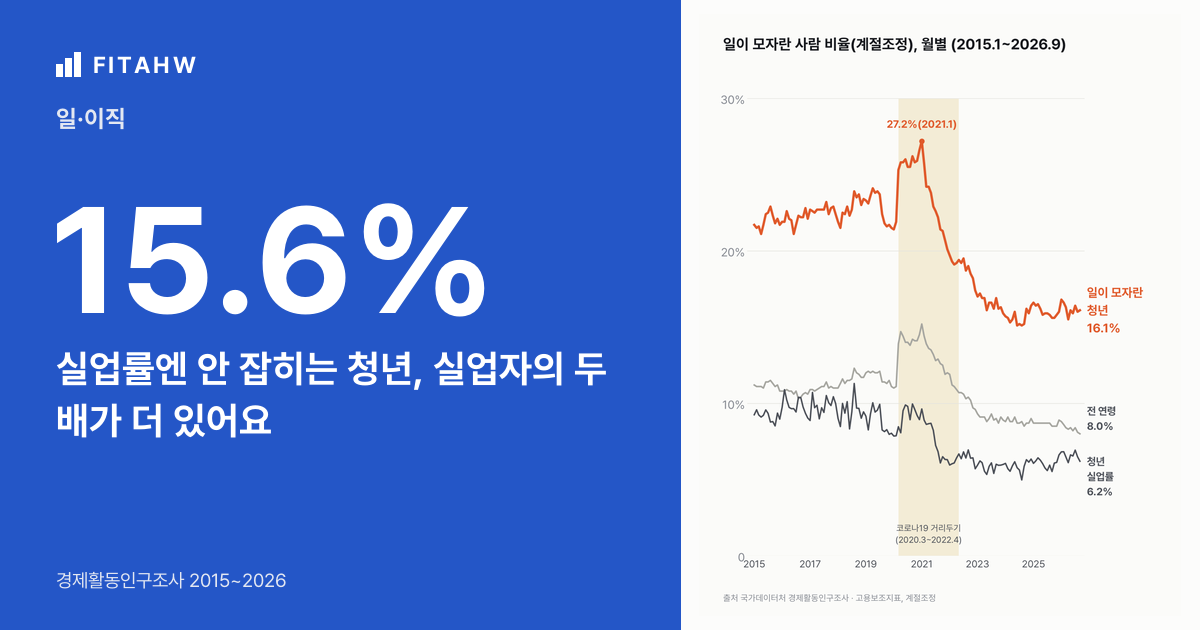 FITAHW
일·이직
15.6%
실업률엔 안 잡히는 청년, 실업자의 두
배가 더 있어요
경제활동인구조사 2015~2026
일이 모자란 사람 비율(계절조정), 월별 (2015.1~2026.9)
30%
27.2%(2021.1)
20%
일이 모자란
청년
16.1%
10%
전 연령
8.0%
청년
실업률
6.2%
코로나19 거리두기
(2020.3~2022.4)
0
2015 2017 2019 2021 2023 2025
출처 국가데이터처 경제활동인구조사 · 고용보조지표, 계절조정